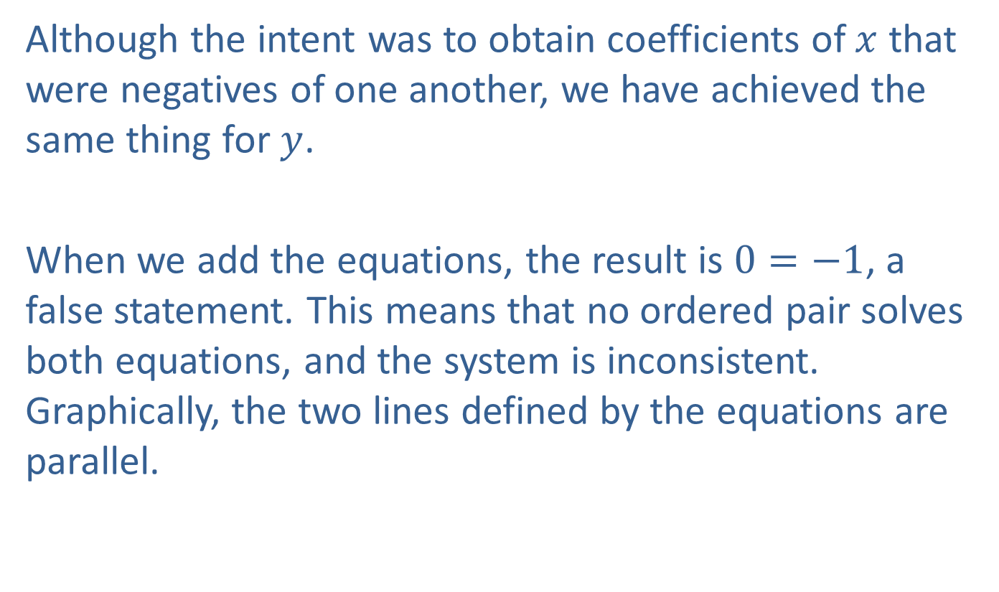 Although the intent was to obtain coefficients of x that
were negatives of one another, we have achieved the
same thing for y.
When we add the equations, the result is 0 = −1, a
false statement. This means that no ordered pair solves
both equations, and the system is inconsistent.
Graphically, the two lines defined by the equations are
parallel.